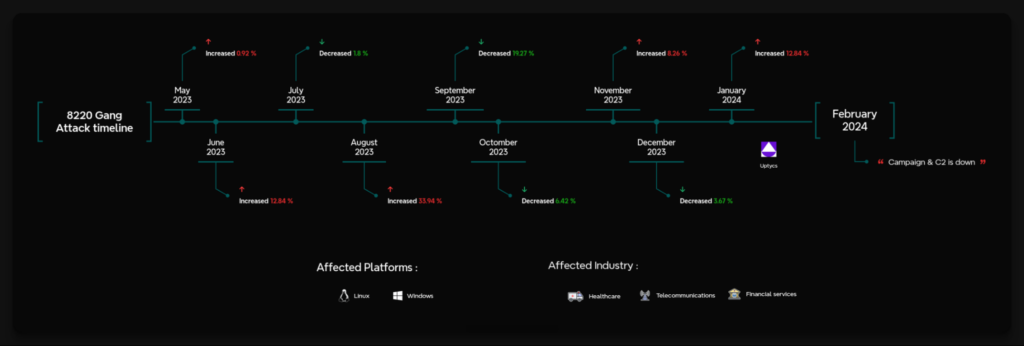 8220 Gang
Attack timeline
May
2023
Increased 0.92 %
June
2023
Increased 12.84 %
July
2023
Decreased 1.8 %
August
2023
Increased 33.94 %
September
2023
Decreased 19.27 %
Octomber
2023
Decreased 6.42 %
November
2023
Increased 8.26 %
December
2023
Decreased 3.67 %
January
2024
Increased 12.84 %
Uptycs
February
2024
“ Campaign & C2 is down ”
Affected Platforms :
Linux
Windows
Affected Industry :
Healthcare
Telecommunications
Financial services